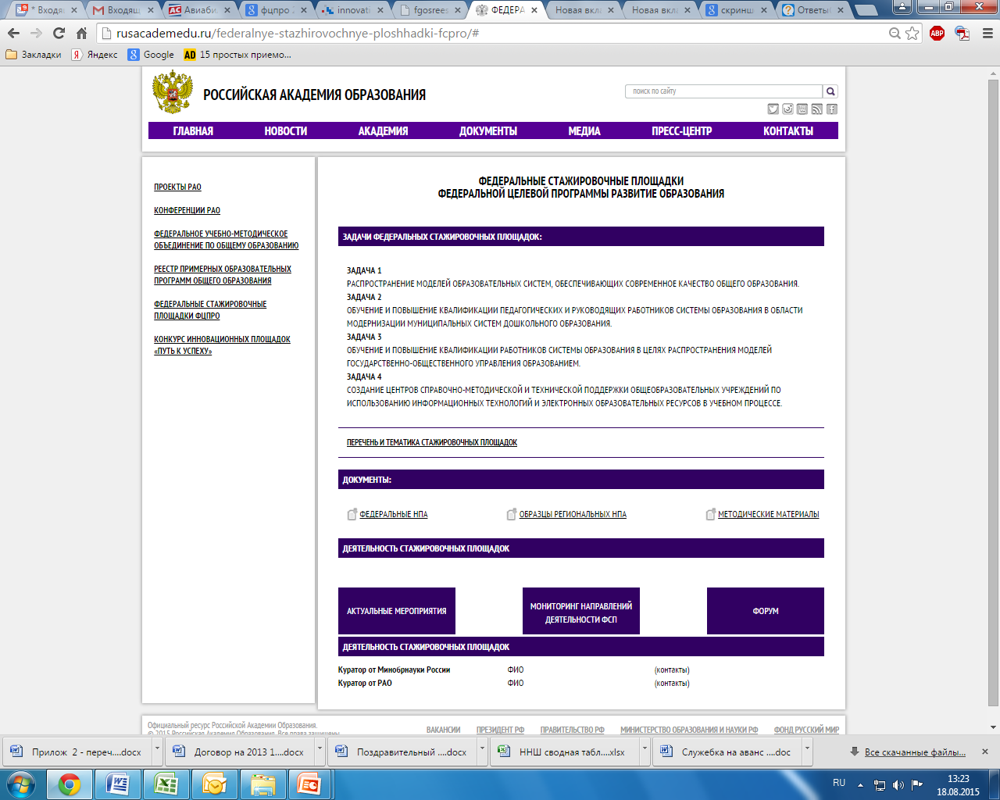 * Входящ
Входящ
Авиаби
фцпро 2
innovati
fgosrees
ФЕДЕРА
Новая вкл
Новая вкл
скринш
Ответы
rusacademedu.ru/federalnye-stazhirovochnye-ploshhadki-fcpro/#
ABP
Закладки
Яндекс
Google
15 простых приемо...
РОССИЙСКАЯ АКАДЕМИЯ ОБРАЗОВАНИЯ
поиск по сайту
ГЛАВНАЯ НОВОСТИ АКАДЕМИЯ ДОКУМЕНТЫ МЕДИА ПРЕСС-ЦЕНТР КОНТАКТЫ
ПРОЕКТЫ РАО
КОНФЕРЕНЦИИ РАО
ФЕДЕРАЛЬНОЕ УЧЕБНО-МЕТОДИЧЕСКОЕ
ОБЪЕДИНЕНИЕ ПО ОБЩЕМУ ОБРАЗОВАНИЮ
РЕЕСТР ПРИМЕРНЫХ ОБРАЗОВАТЕЛЬНЫХ
ПРОГРАММ ОБЩЕГО ОБРАЗОВАНИЯ
ФЕДЕРАЛЬНЫЕ СТАЖИРОВОЧНЫЕ
ПЛОЩАДКИ ФЦПРО
КОНКУРС ИННОВАЦИОННЫХ ПЛОЩАДОК
«ПУТЬ К УСПЕХУ»
ФЕДЕРАЛЬНЫЕ СТАЖИРОВОЧНЫЕ ПЛОЩАДКИ
ФЕДЕРАЛЬНОЙ ЦЕЛЕВОЙ ПРОГРАММЫ РАЗВИТИЕ ОБРАЗОВАНИЯ
ЗАДАЧИ ФЕДЕРАЛЬНЫХ СТАЖИРОВОЧНЫХ ПЛОЩАДОК:
ЗАДАЧА 1
РАСПРОСТРАНЕНИЕ МОДЕЛЕЙ ОБРАЗОВАТЕЛЬНЫХ СИСТЕМ, ОБЕСПЕЧИВАЮЩИХ СОВРЕМЕННОЕ КАЧЕСТВО ОБЩЕГО ОБРАЗОВАНИЯ.
ЗАДАЧА 2
ОБУЧЕНИЕ И ПОВЫШЕНИЕ КВАЛИФИКАЦИИ ПЕДАГОГИЧЕСКИХ И РУКОВОДЯЩИХ РАБОТНИКОВ СИСТЕМЫ ОБРАЗОВАНИЯ В ОБЛАСТИ
МОДЕРНИЗАЦИИ МУНИЦИПАЛЬНЫХ СИСТЕМ ДОШКОЛЬНОГО ОБРАЗОВАНИЯ.
ЗАДАЧА 3
ОБУЧЕНИЕ И ПОВЫШЕНИЕ КВАЛИФИКАЦИИ РАБОТНИКОВ СИСТЕМЫ ОБРАЗОВАНИЯ В ЦЕЛЯХ РАСПРОСТРАНЕНИЯ МОДЕЛЕЙ
ГОСУДАРСТВЕННО-ОБЩЕСТВЕННОГО УПРАВЛЕНИЯ ОБРАЗОВАНИЕМ.
ЗАДАЧА 4
СОЗДАНИЕ ЦЕНТРОВ СПРАВОЧНО-МЕТОДИЧЕСКОЙ И ТЕХНИЧЕСКОЙ ПОДДЕРЖКИ ОБЩЕОБРАЗОВАТЕЛЬНЫХ УЧРЕЖДЕНИЙ ПО
ИСПОЛЬЗОВАНИЮ ИНФОРМАЦИОННЫХ ТЕХНОЛОГИЙ И ЭЛЕКТРОННЫХ ОБРАЗОВАТЕЛЬНЫХ РЕСУРСОВ В УЧЕБНОМ ПРОЦЕССЕ.
ПЕРЕЧЕНЬ И ТЕМАТИКА СТАЖИРОВОЧНЫХ ПЛОЩАДОК
ДОКУМЕНТЫ:
ФЕДЕРАЛЬНЫЕ НПА
ОБРАЗЦЫ РЕГИОНАЛЬНЫХ НПА
МЕТОДИЧЕСКИЕ МАТЕРИАЛЫ
ДЕЯТЕЛЬНОСТЬ СТАЖИРОВОЧНЫХ ПЛОЩАДОК
АКТУАЛЬНЫЕ МЕРОПРИЯТИЯ
МОНИТОРИНГ НАПРАВЛЕНИЙ
ДЕЯТЕЛЬНОСТИ ФСП
ФОРУМ
ДЕЯТЕЛЬНОСТЬ СТАЖИРОВОЧНЫХ ПЛОЩАДОК
Куратор от Минобрнауки России ФИО (контакты)
Куратор от РАО ФИО (контакты)
Официальный ресурс Российской Академии Образования.
© 2015 Российская Академия Образования. Все права защищены
ВАКАНСИИ ПРЕЗИДЕНТ РФ ПРАВИТЕЛЬСТВО РФ МИНИСТЕРСТВО ОБРАЗОВАНИЯ И НАУКИ РФ ФОНД РУССКИЙ МИР
Прилож 2 - переч....docx
Договор на 2013 1....docx
Поздравительный ....docx
ННШ сводная табл....xlsx
Служебка на аванс ....doc
Все скачанные файлы...
RU
13:23
18.08.2015